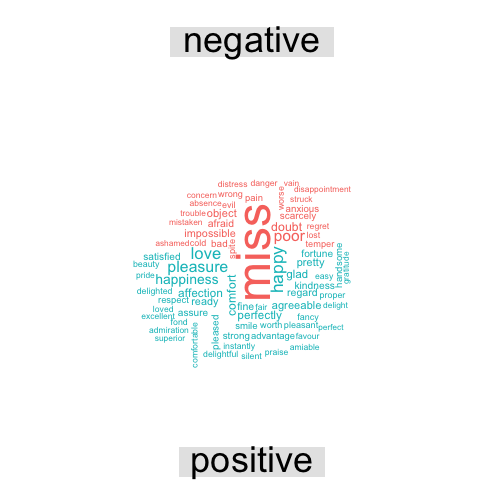 negative
distress danger vain
concern wrong pain worse disappointment
absence evil struck
trouble object anxious
mistaken afraid scarcely
impossible doubt regret
ashamed cold bad spite miss poor lost
temper
satisfied love happy fortune handsome
beauty pleasure pretty gratitude
pride happiness comfort glad
delighted affection kindness
respect ready regard proper
loved fine fair agreeable delight
excellent assure perfectly fancy
fond smile worth pleasant perfect
admiration pleased strong advantage favour
superior comfortable instantly
delightful silent praise amiable
easy
positive